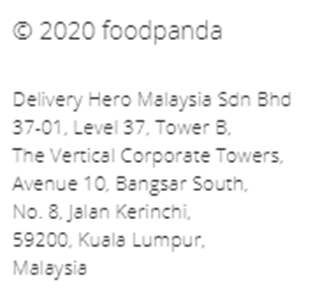 © 2020 foodpanda
Delivery Hero Malaysia Sdn Bhd
37-01, Level 37, Tower B,
The Vertical Corporate Towers,
Avenue 10, Bangsar South,
No. 8, Jalan Kerinchi,
59200, Kuala Lumpur,
Malaysia